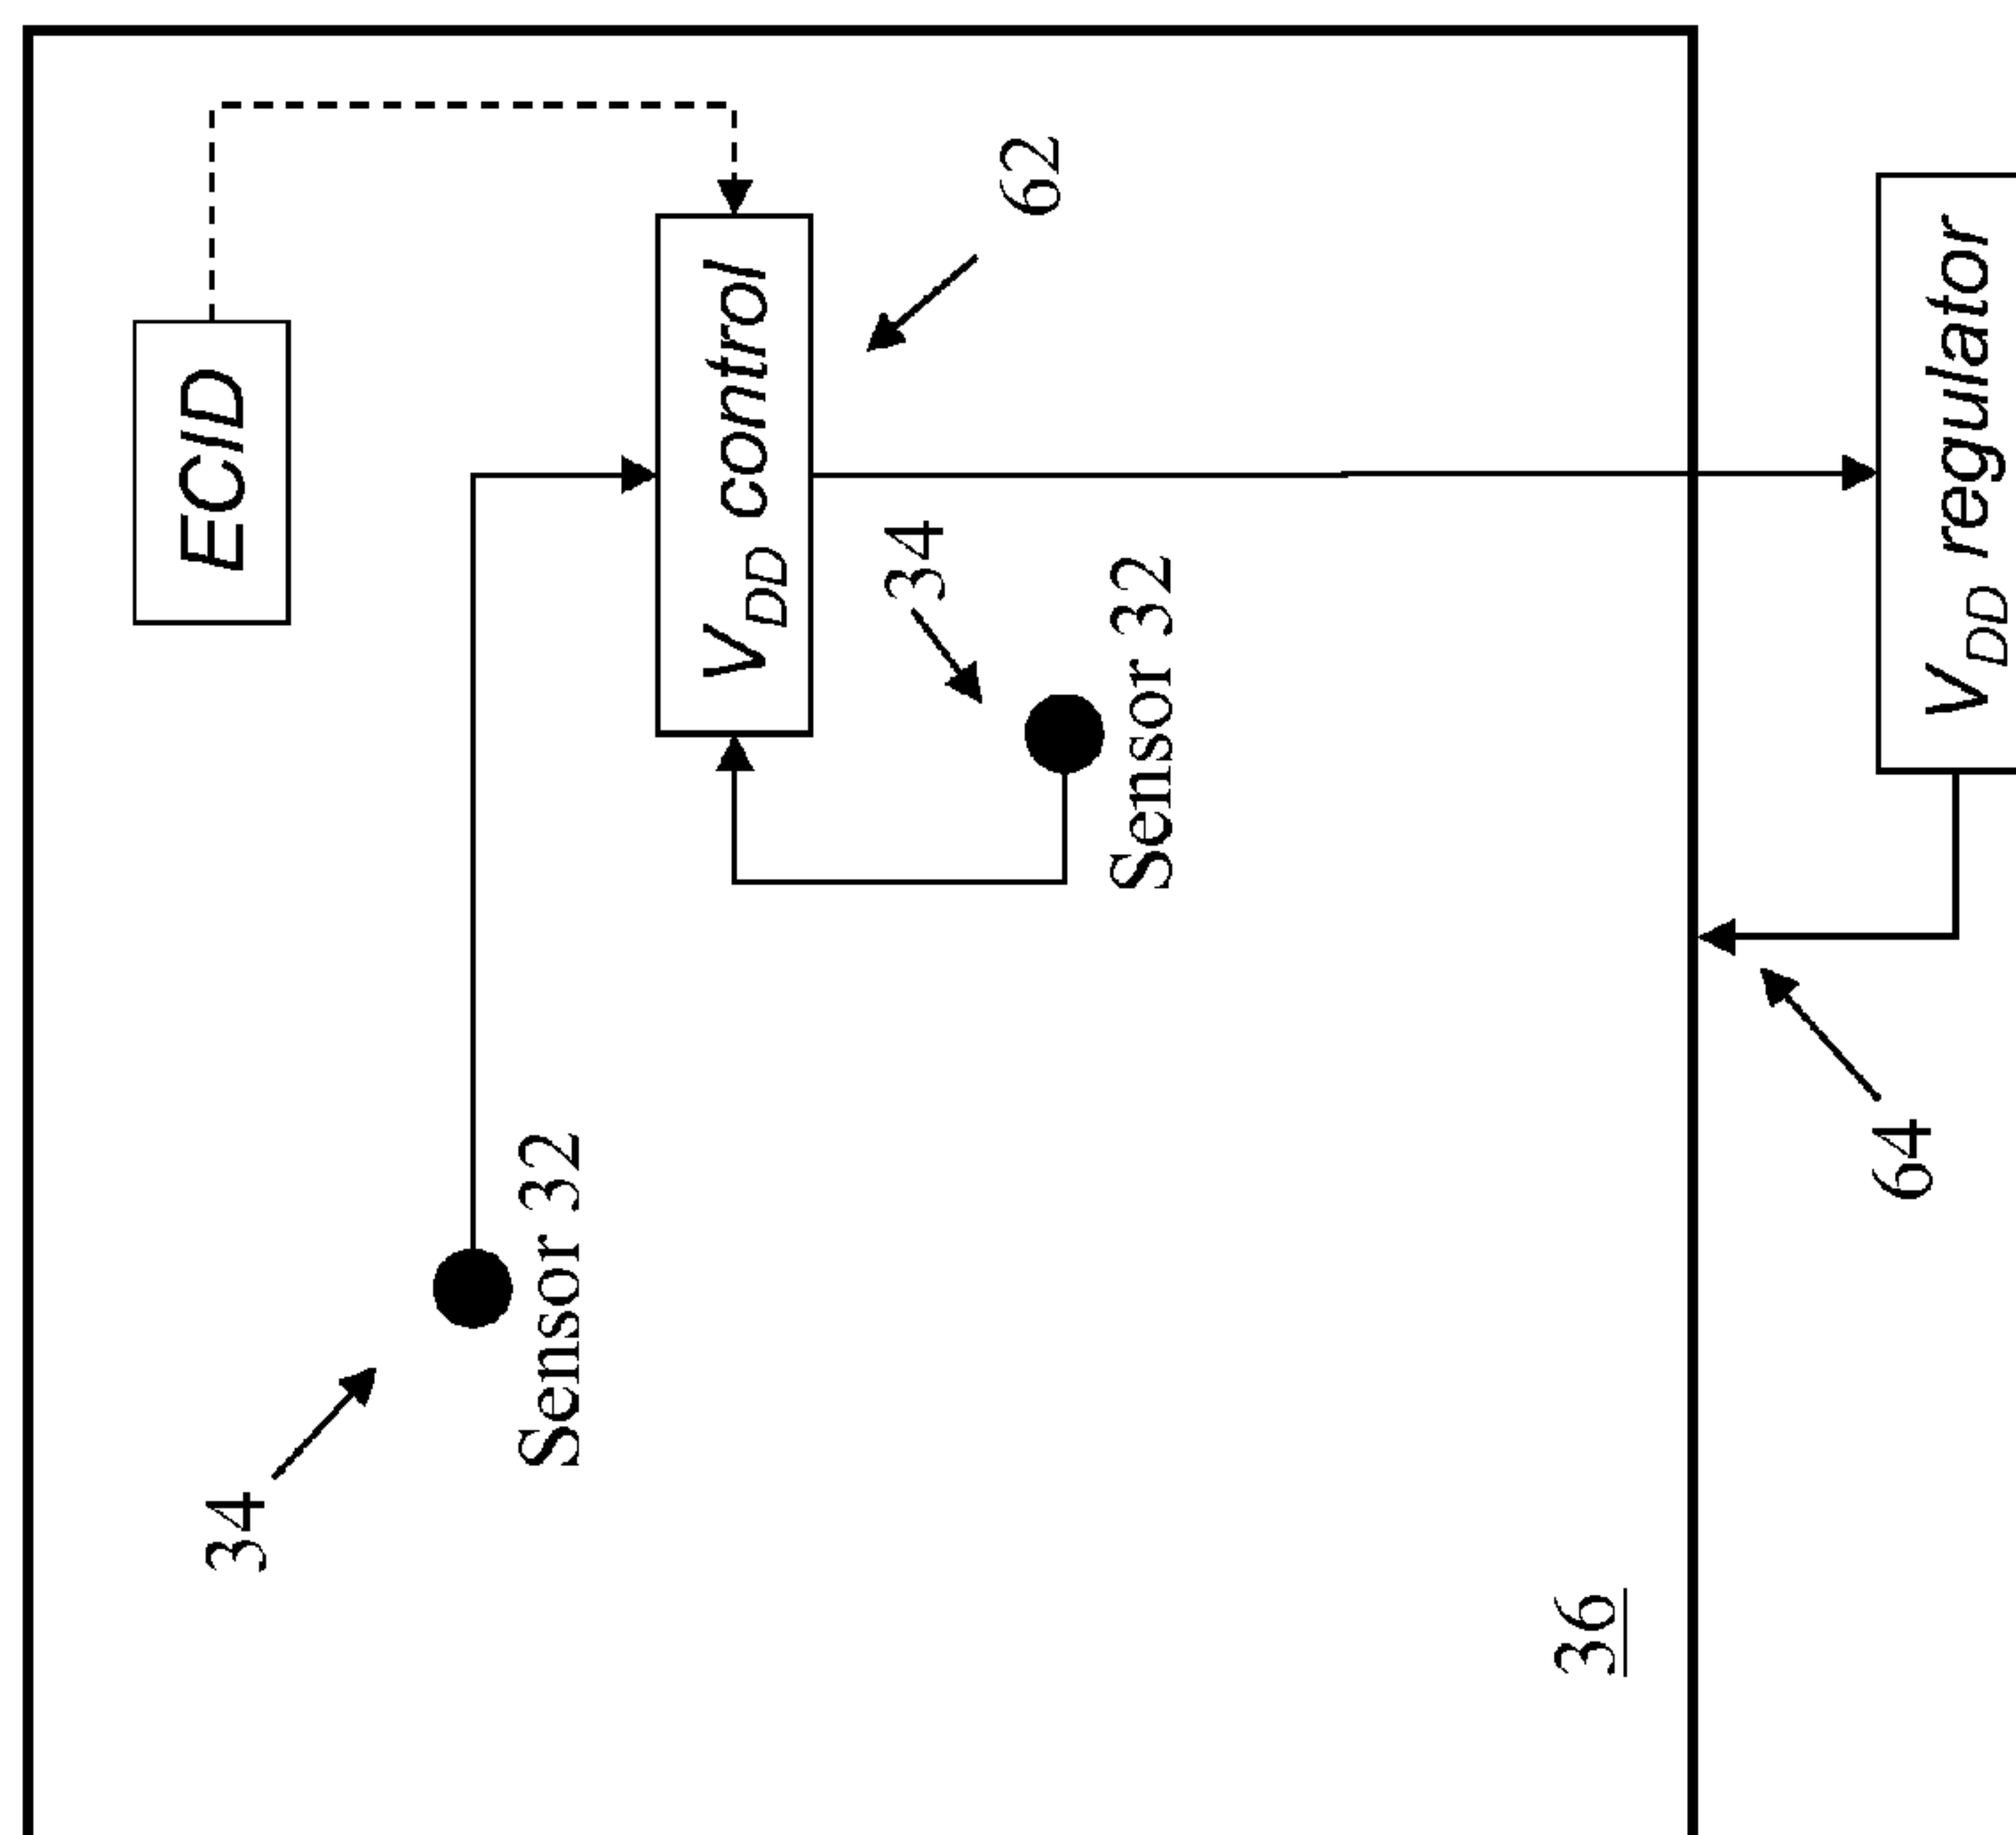 ECID
34
Sensor 32
V_DD control
34
62
Sensor 32
36
64
V_DD regulator